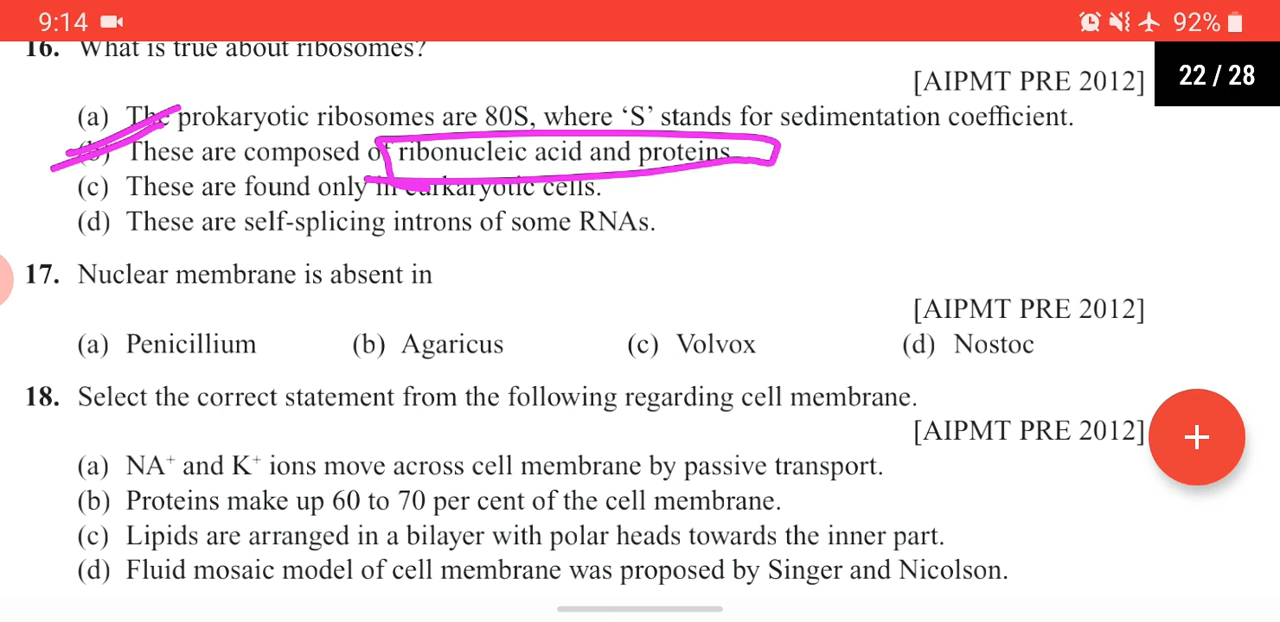 9:14 92%
16. What is true about ribosomes?
[AIPMT PRE 2012] 22 / 28
(a) The prokaryotic ribosomes are 80S, where ‘S’ stands for sedimentation coefficient.
(b) These are composed of ribonucleic acid and proteins.
(c) These are found only in eurkaryotic cells.
(d) These are self-splicing introns of some RNAs.
17. Nuclear membrane is absent in
[AIPMT PRE 2012]
(a) Penicillium (b) Agaricus (c) Volvox (d) Nostoc
18. Select the correct statement from the following regarding cell membrane.
[AIPMT PRE 2012]
(a) NA⁺ and K⁺ ions move across cell membrane by passive transport.
(b) Proteins make up 60 to 70 per cent of the cell membrane.
(c) Lipids are arranged in a bilayer with polar heads towards the inner part.
(d) Fluid mosaic model of cell membrane was proposed by Singer and Nicolson.